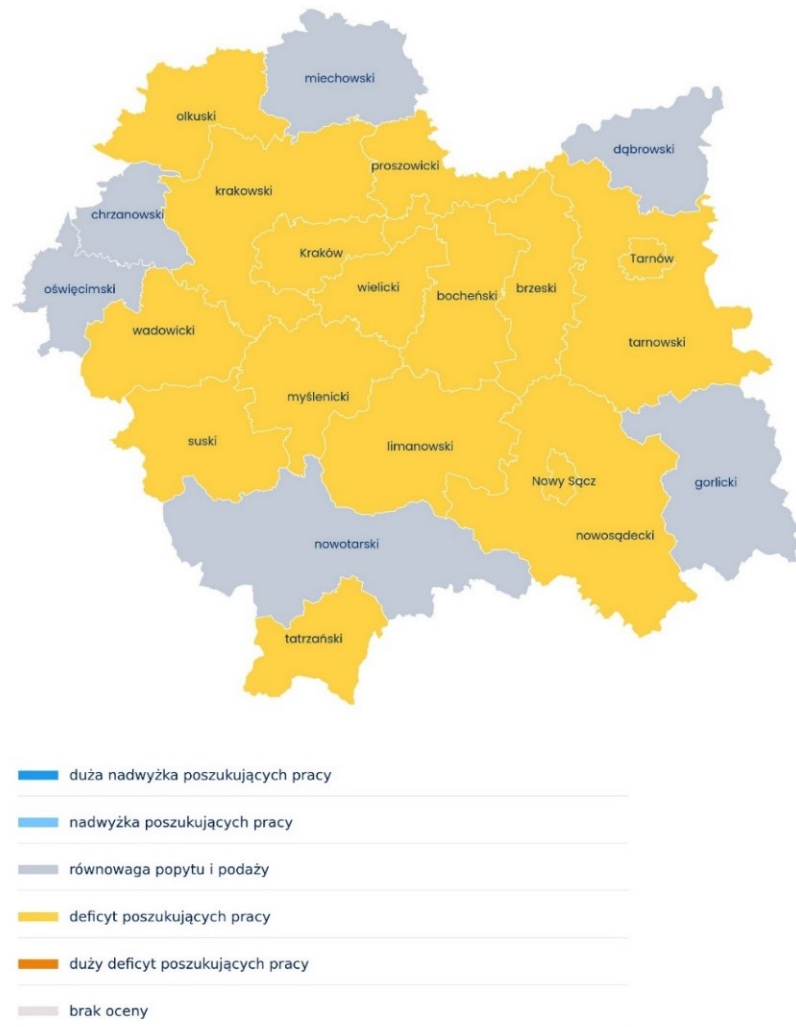 miechowski
olkuski
dąbrowski
proszowicki
krakowski
chrzanowski
Kraków
Tarnów
oświęcimski
wielicki
bocheński
brzeski
wadowicki
tarnowski
myślenicki
suski
limanowski
Nowy Sącz
gorlicki
nowosądecki
nowotarski
tatrzański
duża nadwyżka poszukujących pracy
nadwyżka poszukujących pracy
równowaga popytu i podaży
deficyt poszukujących pracy
duży deficyt poszukujących pracy
brak oceny